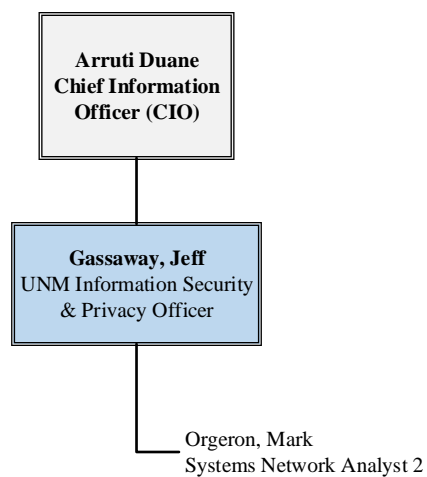 Arruti Duane
Chief Information
Officer (CIO)
Gassaway, Jeff
UNM Information Security
& Privacy Officer
Orgeron, Mark
Systems Network Analyst 2